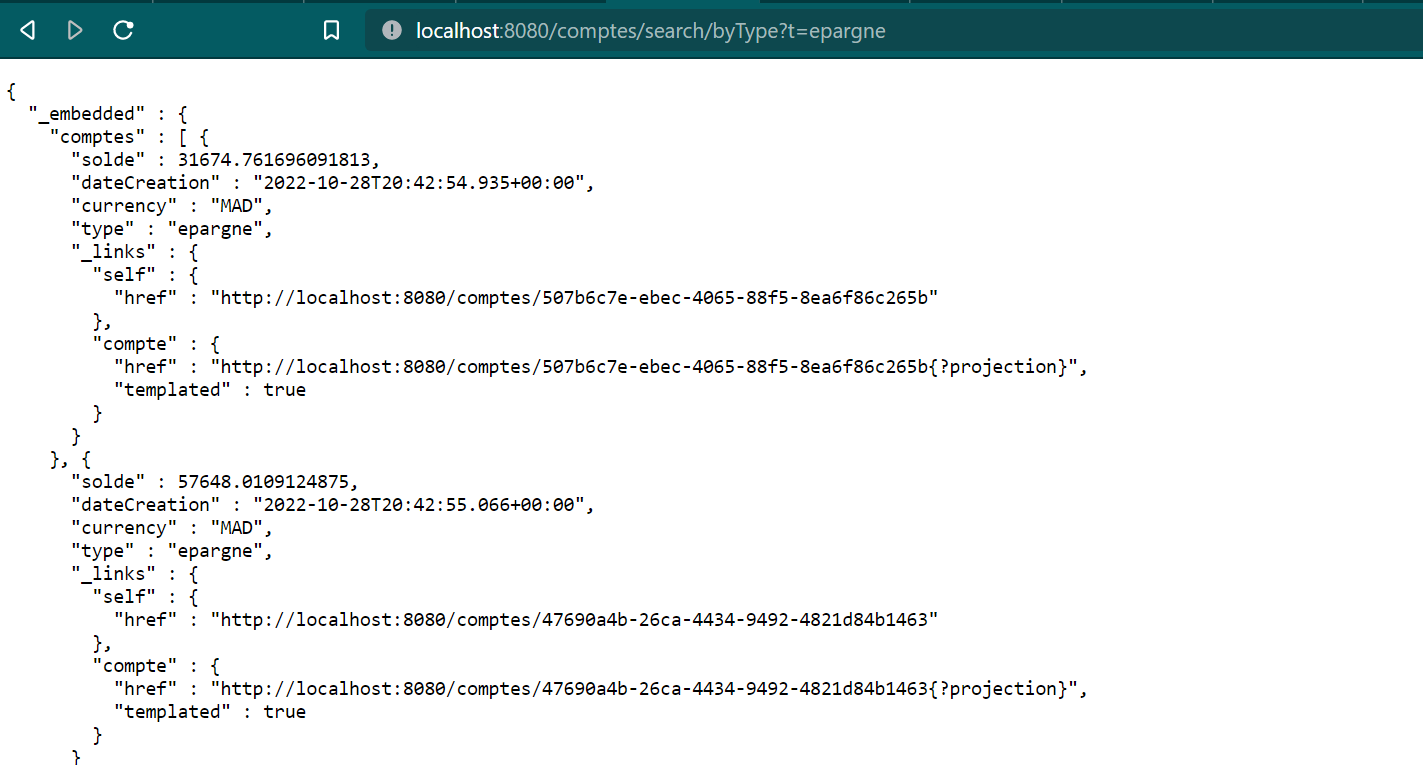 localhost:8080/comptes/search/byType?t=epargne
{
  "_embedded" : {
    "comptes" : [ {
      "solde" : 31674.761696091813,
      "dateCreation" : "2022-10-28T20:42:54.935+00:00",
      "currency" : "MAD",
      "type" : "epargne",
      "_links" : {
        "self" : {
          "href" : "http://localhost:8080/comptes/507b6c7e-ebec-4065-88f5-8ea6f86c265b"
        },
        "compte" : {
          "href" : "http://localhost:8080/comptes/507b6c7e-ebec-4065-88f5-8ea6f86c265b{?projection}",
          "templated" : true
        }
      }
    }, {
      "solde" : 57648.0109124875,
      "dateCreation" : "2022-10-28T20:42:55.066+00:00",
      "currency" : "MAD",
      "type" : "epargne",
      "_links" : {
        "self" : {
          "href" : "http://localhost:8080/comptes/47690a4b-26ca-4434-9492-4821d84b1463"
        },
        "compte" : {
          "href" : "http://localhost:8080/comptes/47690a4b-26ca-4434-9492-4821d84b1463{?projection}",
          "templated" : true
        }
      }